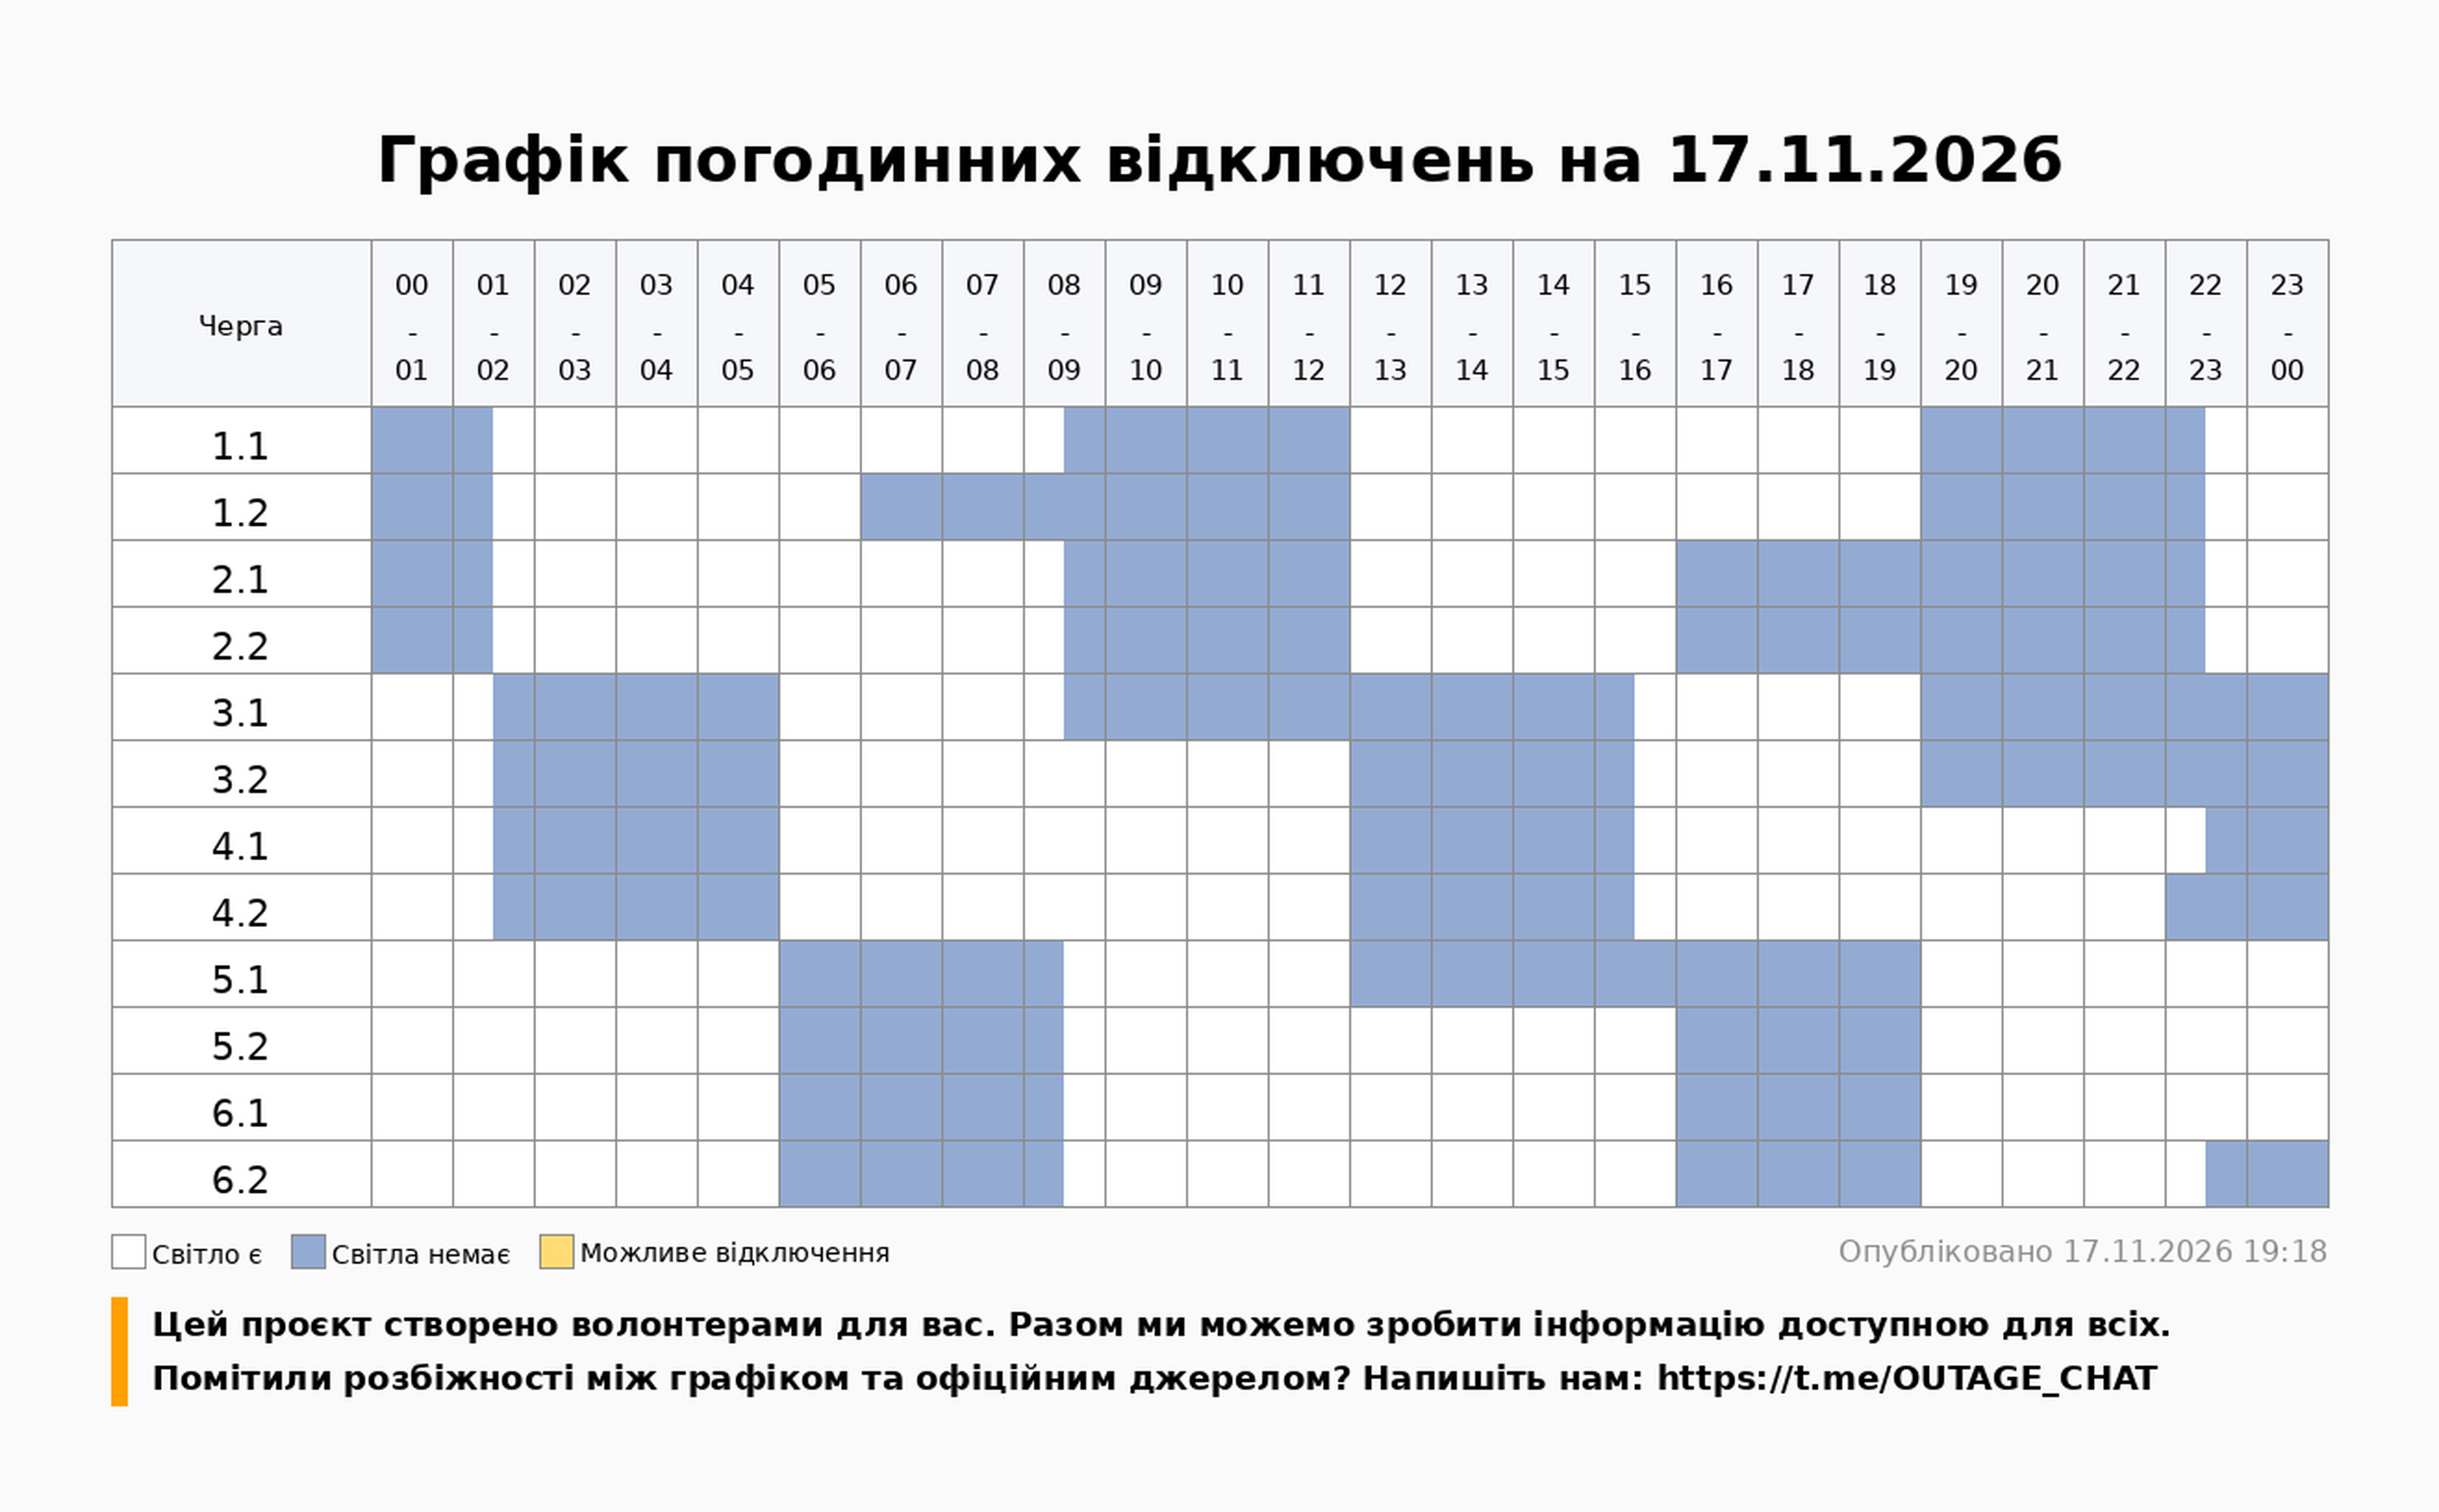 Графік погодинних відключень на 17.11.2026
Черга
00 - 01
01 - 02
02 - 03
03 - 04
04 - 05
05 - 06
06 - 07
07 - 08
08 - 09
09 - 10
10 - 11
11 - 12
12 - 13
13 - 14
14 - 15
15 - 16
16 - 17
17 - 18
18 - 19
19 - 20
20 - 21
21 - 22
22 - 23
23 - 00
1.1
1.2
2.1
2.2
3.1
3.2
4.1
4.2
5.1
5.2
6.1
6.2
Світло є
Світла немає
Можливе відключення
Опубліковано 17.11.2026 19:18
Цей проєкт створено волонтерами для вас. Разом ми можемо зробити інформацію доступною для всіх.
Помітили розбіжності між графіком та офіційним джерелом? Напишіть нам: https://t.me/OUTAGE_CHAT